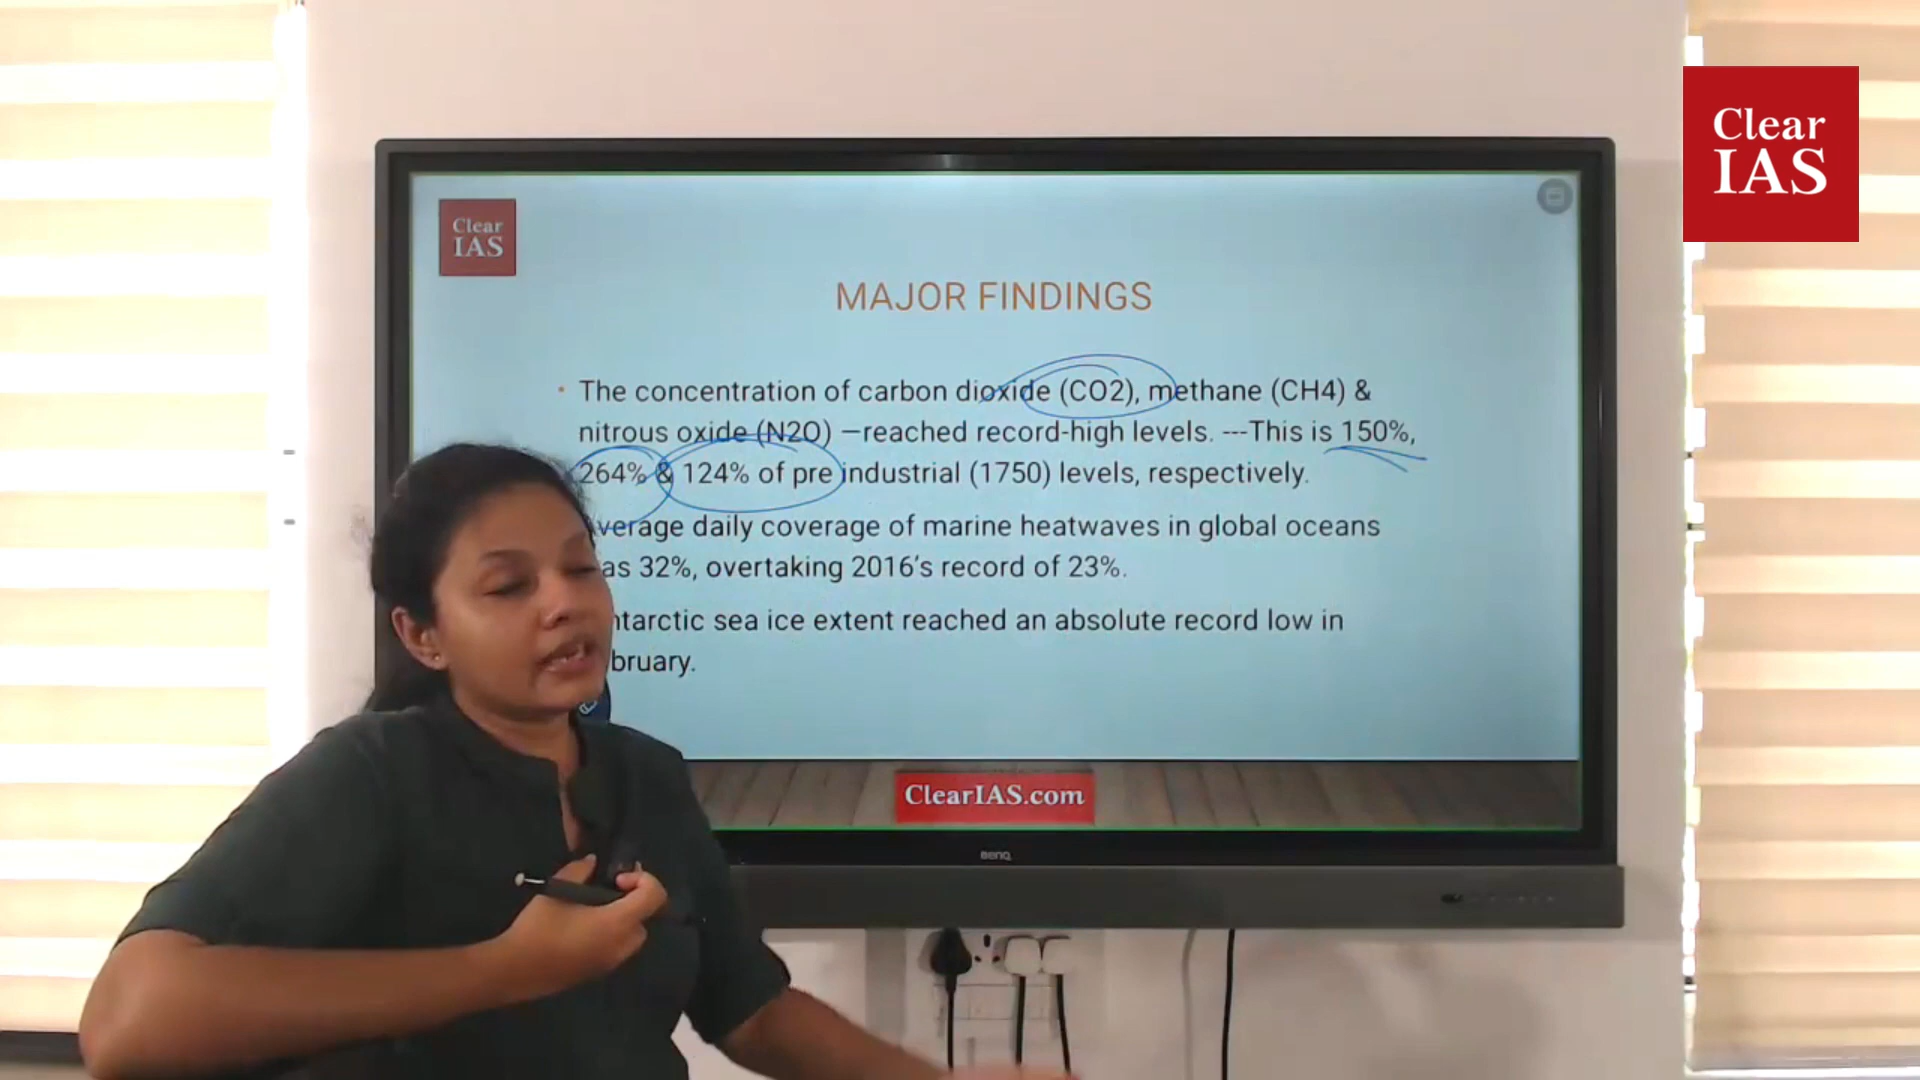 Clear
IAS
Clear
IAS
MAJOR FINDINGS
• The concentration of carbon dioxide (CO2), methane (CH4) &
nitrous oxide (N2O) –reached record-high levels. ---This is 150%,
264% & 124% of pre industrial (1750) levels, respectively.
verage daily coverage of marine heatwaves in global oceans
as 32%, overtaking 2016's record of 23%.
ntarctic sea ice extent reached an absolute record low in
bruary.
ClearIAS.com
BenQ